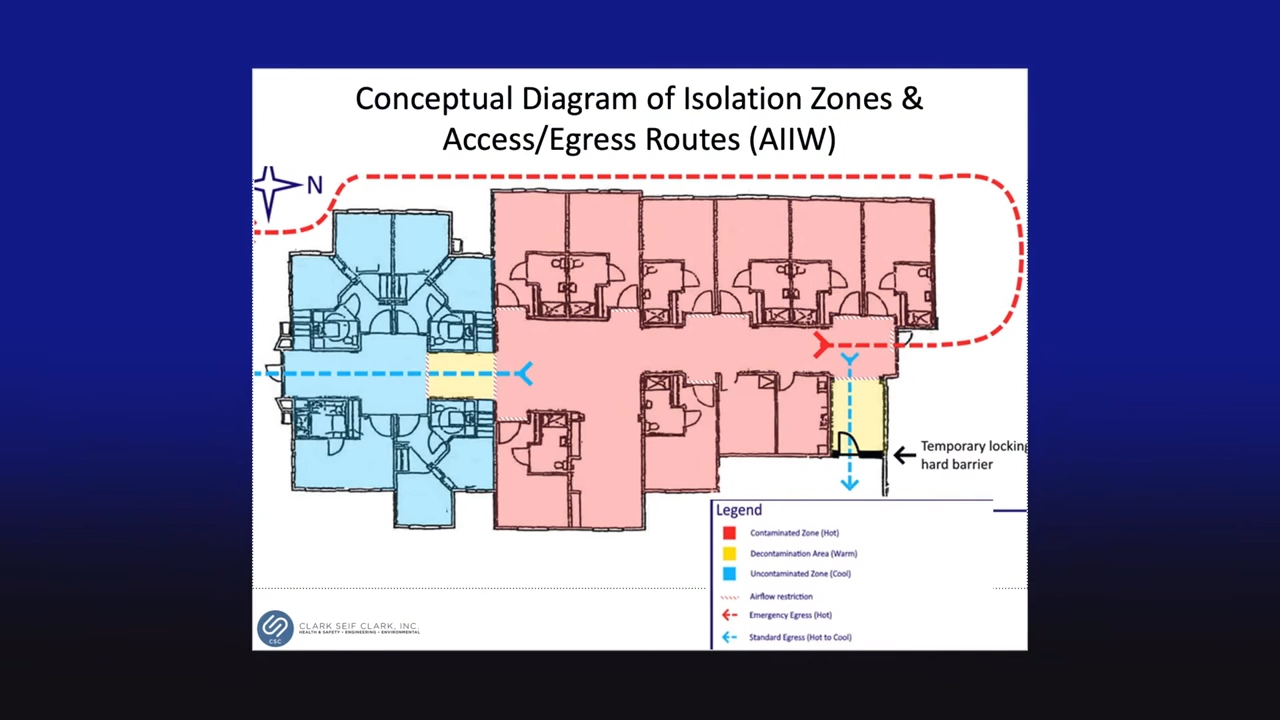 Conceptual Diagram of Isolation Zones &
Access/Egress Routes (AIIW)
N
Temporary locking
hard barrier
Legend
Contaminated Zone (Hot)
Decontamination Area (Warm)
Uncontaminated Zone (Cool)
Airflow restriction
Emergency Egress (Hot)
Standard Egress (Hot to Cool)
CSC
CLARK SEIF CLARK, INC.
HEALTH & SAFETY • ENGINEERING • ENVIRONMENTAL